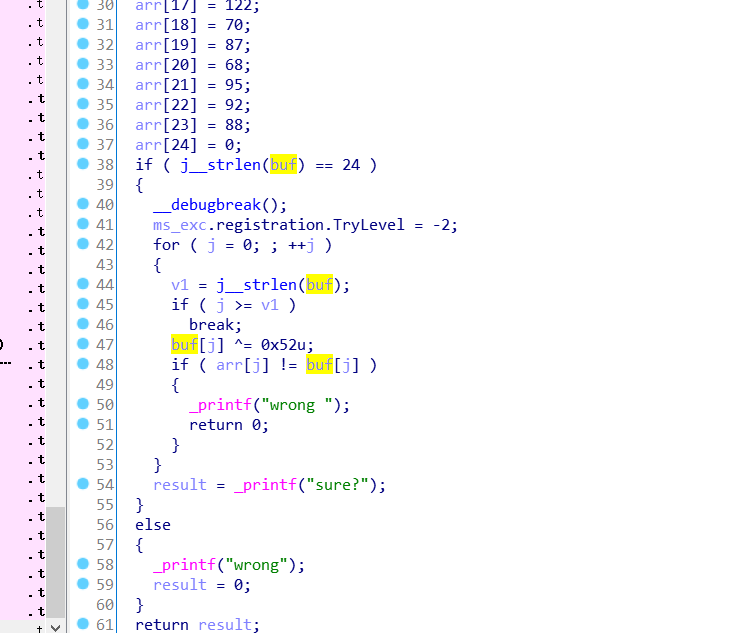 .t 30 arr[17] = 122;
.t 31 arr[18] = 70;
.t 32 arr[19] = 87;
.t 33 arr[20] = 68;
.t 34 arr[21] = 95;
.t 35 arr[22] = 92;
.t 36 arr[23] = 88;
.t 37 arr[24] = 0;
.t 38 if ( j__strlen(buf) == 24 )
.t 39 {
.t 40 __debugbreak();
.t 41 ms_exc.registration.TryLevel = -2;
.t 42 for ( j = 0; ; ++j )
.t 43 {
.t 44 v1 = j__strlen(buf);
.t 45 if ( j >= v1 )
.t 46 break;
.t 47 buf[j] ^= 0x52u;
.t 48 if ( arr[j] != buf[j] )
.t 49 {
.t 50 _printf("wrong ");
.t 51 return 0;
.t 52 }
.t 53 }
.t 54 result = _printf("sure?");
.t 55 }
.t 56 else
.t 57 {
.t 58 _printf("wrong");
.t 59 result = 0;
.t 60 }
.t 61 return result;